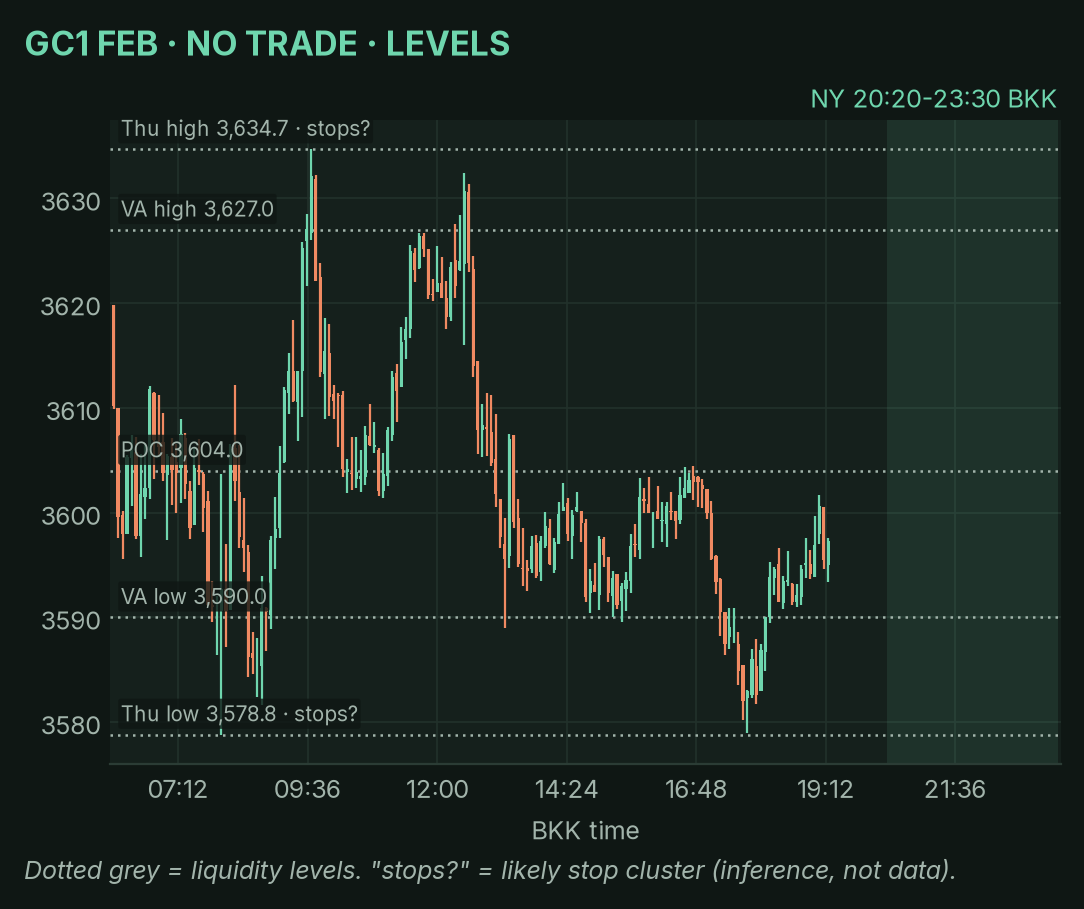 GC1 FEB · NO TRADE · LEVELS
NY 20:20-23:30 BKK
Thu high 3,634.7 · stops?
3630
VA high 3,627.0
3620
3610
POC 3,604.0
3600
VA low 3,590.0
3590
Thu low 3,578.8 · stops?
3580
07:12 09:36 12:00 14:24 16:48 19:12 21:36
BKK time
Dotted grey = liquidity levels. "stops?" = likely stop cluster (inference, not data).